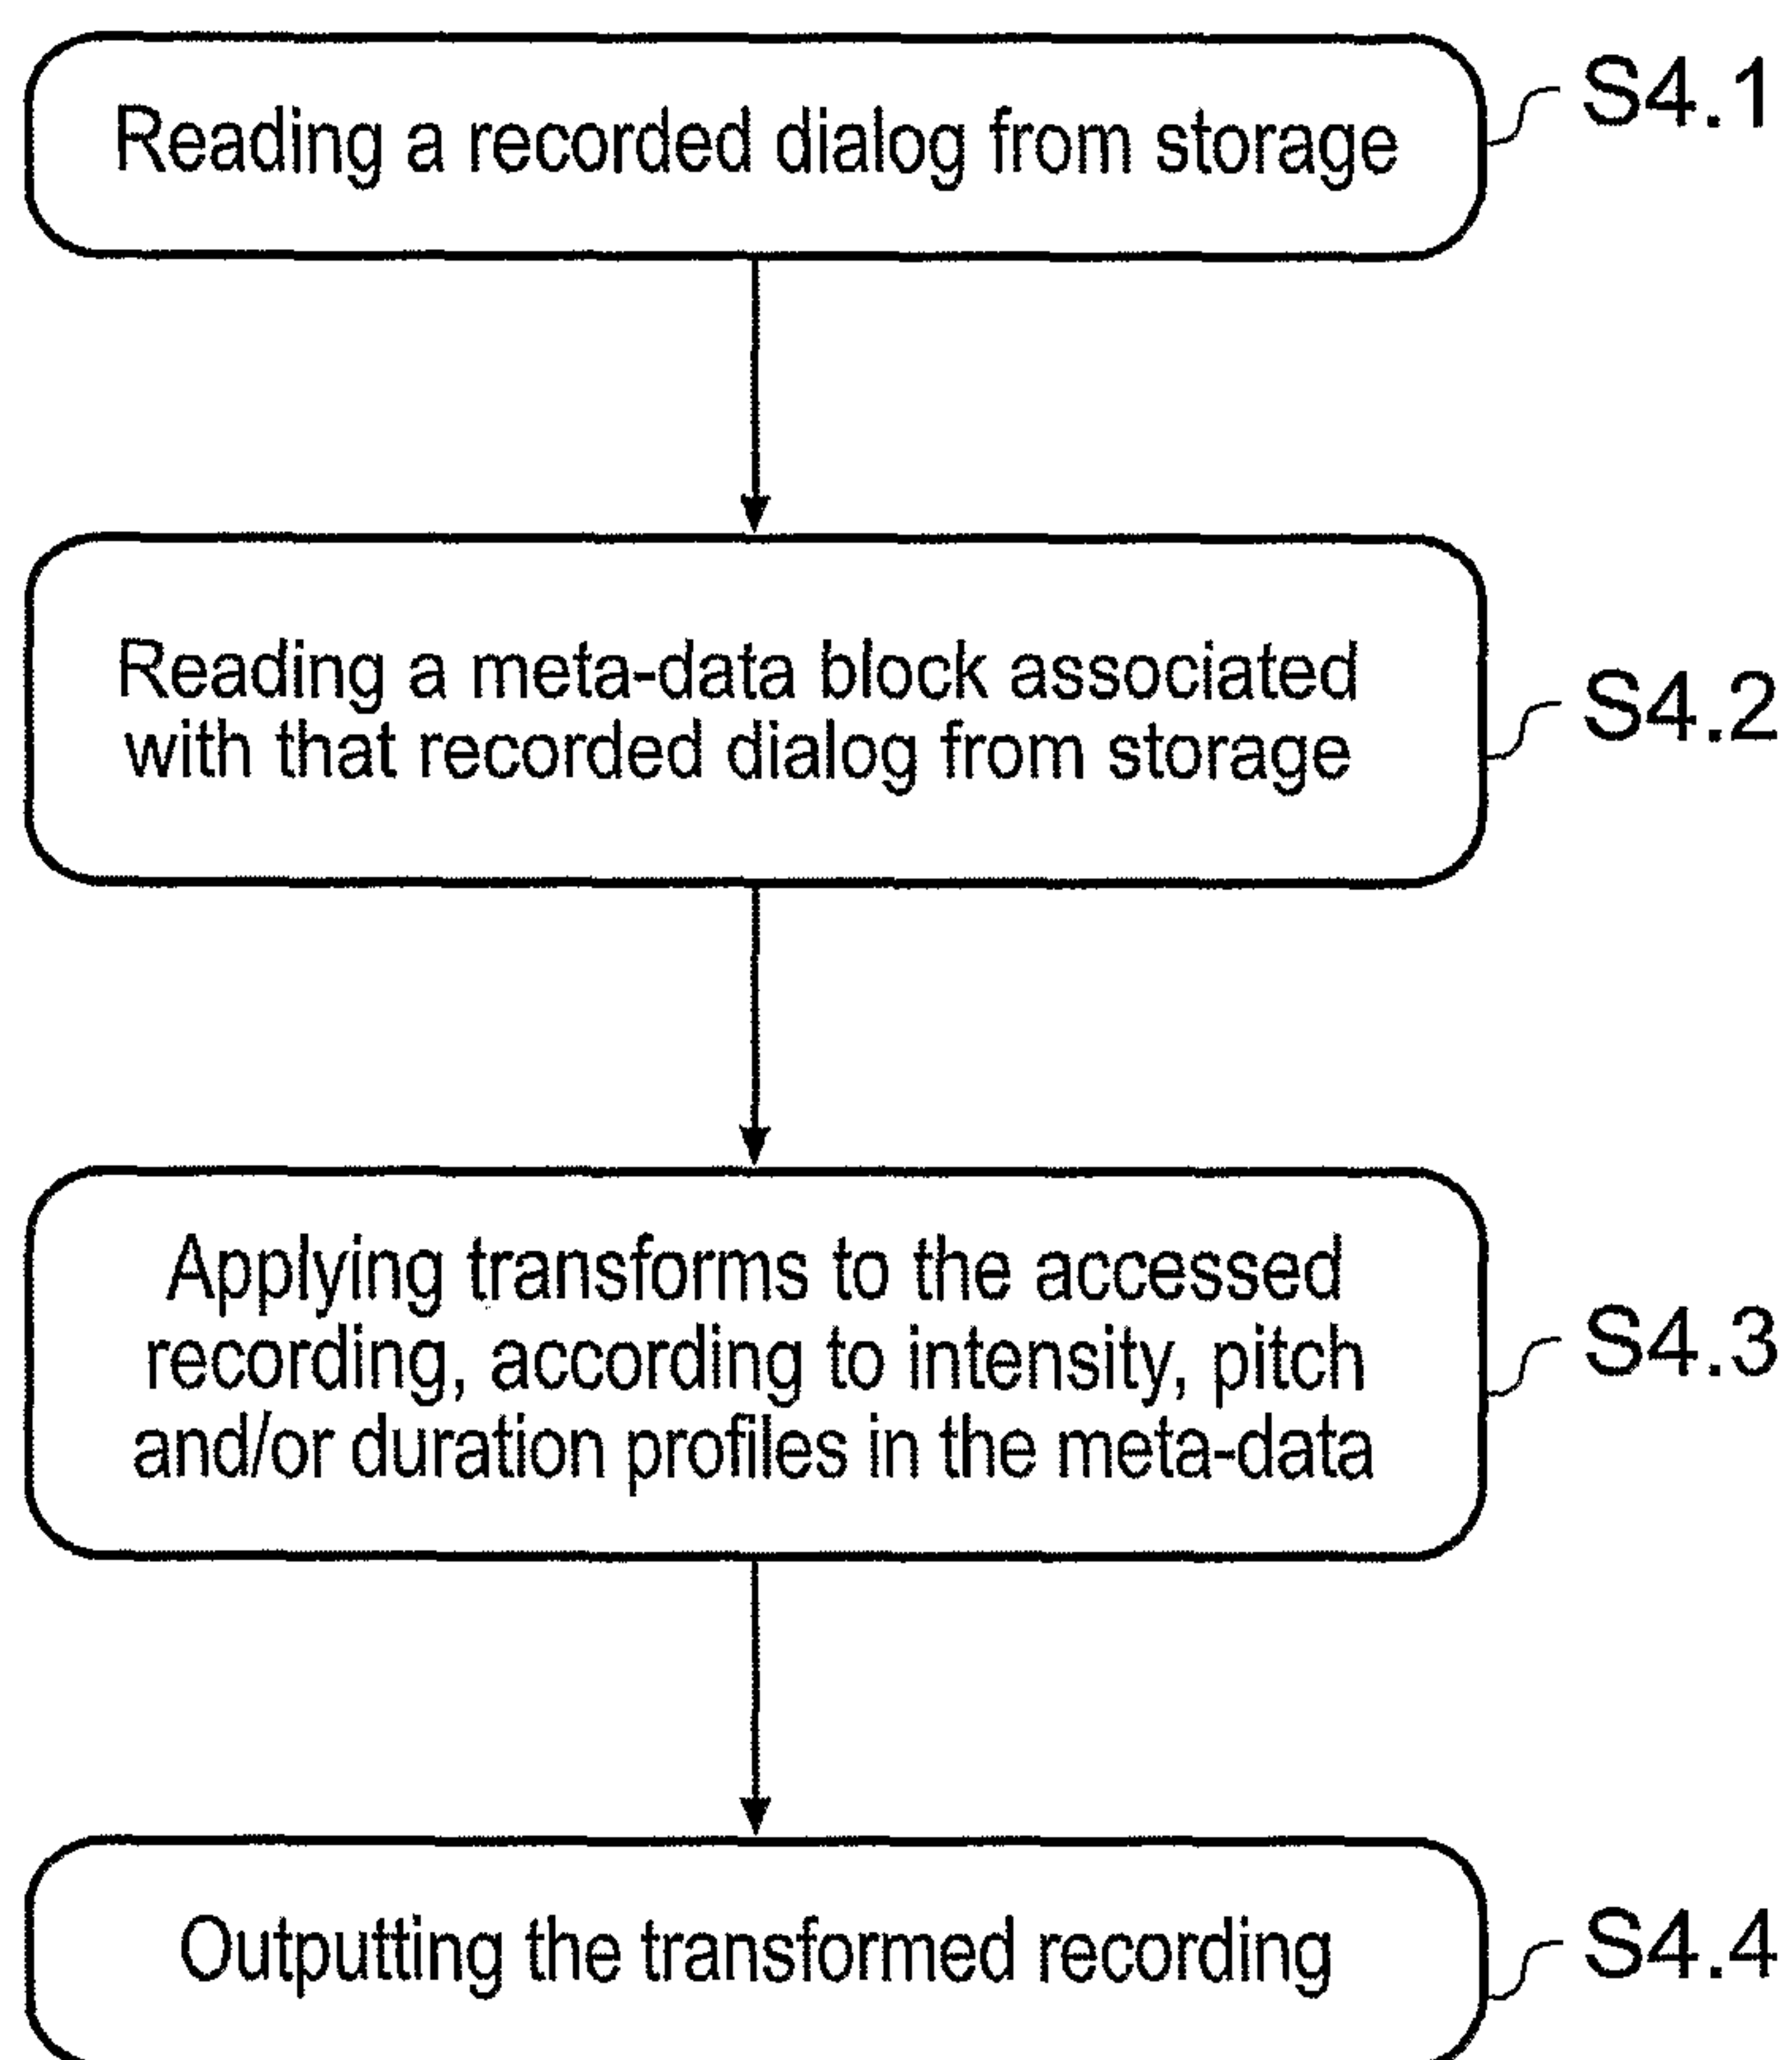 Reading a recorded dialog from storage
S4.1
Reading a meta-data block associated
with that recorded dialog from storage
S4.2
Applying transforms to the accessed
recording, according to intensity, pitch
and/or duration profiles in the meta-data
S4.3
Outputting the transformed recording
S4.4